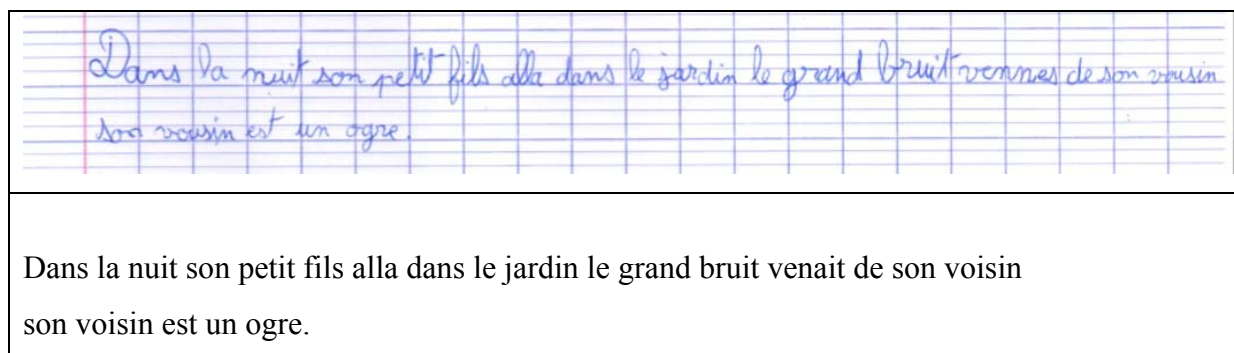 Dans la nuit son petit fils alla dans le jardin le grand bruit vennes de son vousin
son vousin est un ogre.
Dans la nuit son petit fils alla dans le jardin le grand bruit venait de son voisin
son voisin est un ogre.